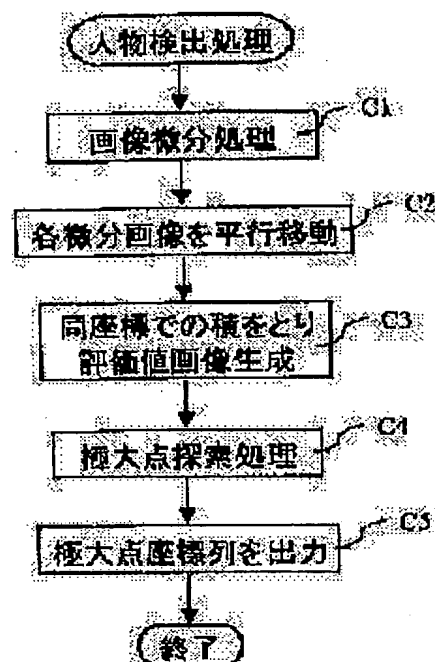 人物検出処理
C1
画像微分処理
C2
各微分画像を平行移動
C3
同座標での積をとり
評価値画像生成
C4
極大点探索処理
C5
極大点座標列を出力
終了